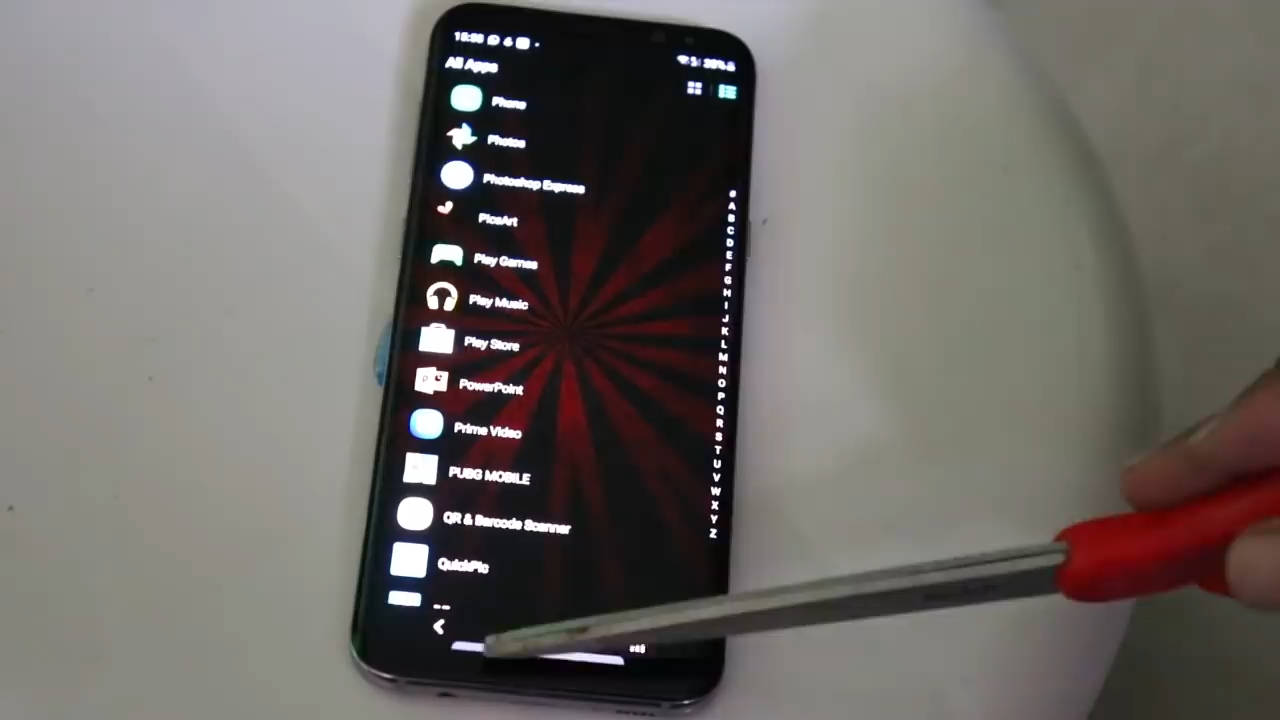 All Apps
Phone
Photos
Photoshop Express
PicsArt
Play Games
Play Music
Play Store
PowerPoint
Prime Video
PUBG MOBILE
QR & Barcode Scanner
QuickPic
#
A
B
C
D
E
F
G
H
I
J
K
L
M
N
O
P
Q
R
S
T
U
V
W
X
Y
Z